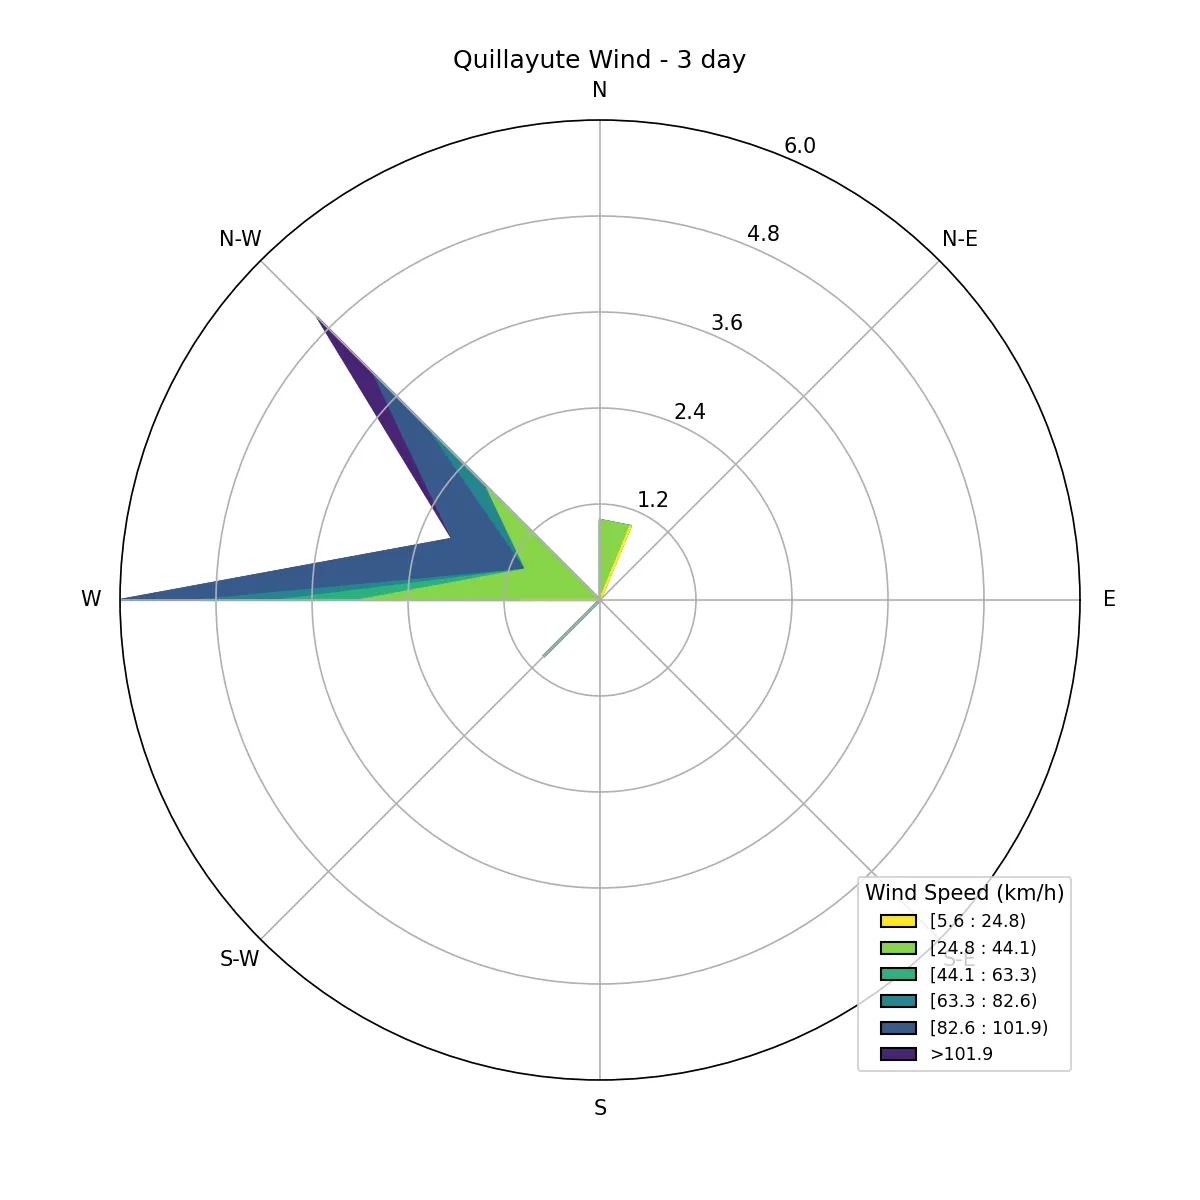 Quillayute Wind - 3 day
N
6.0
N-W
N-E
4.8
3.6
2.4
1.2
W
E
S-W
S-E
S
Wind Speed (km/h)
[5.6 : 24.8)
[24.8 : 44.1)
[44.1 : 63.3)
[63.3 : 82.6)
[82.6 : 101.9)
>101.9